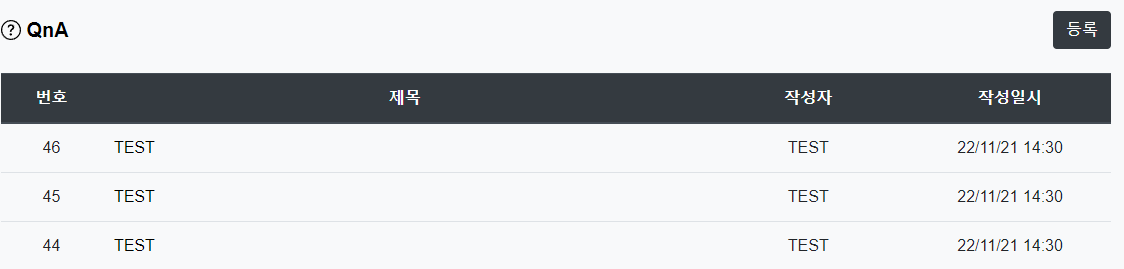 QnA 등록
번호 제목 작성자 작성일시
46 TEST TEST 22/11/21 14:30
45 TEST TEST 22/11/21 14:30
44 TEST TEST 22/11/21 14:30